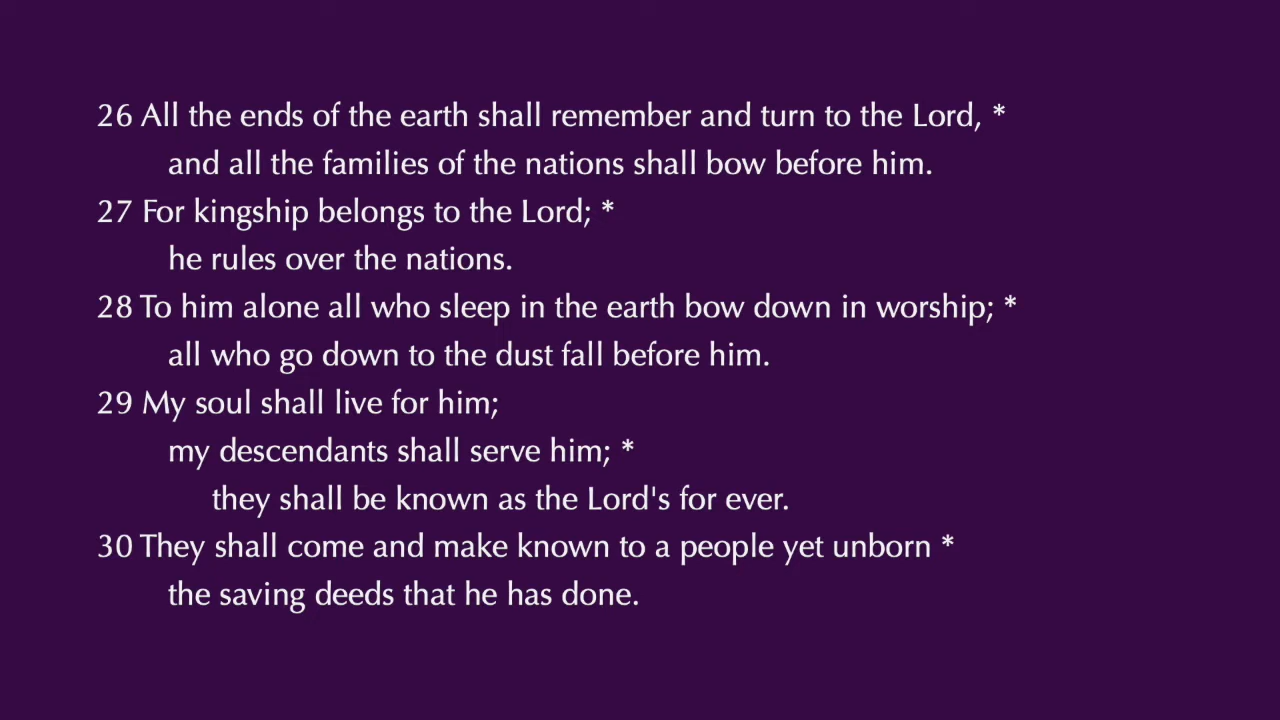 26 All the ends of the earth shall remember and turn to the Lord, *
and all the families of the nations shall bow before him.
27 For kingship belongs to the Lord; *
he rules over the nations.
28 To him alone all who sleep in the earth bow down in worship; *
all who go down to the dust fall before him.
29 My soul shall live for him;
my descendants shall serve him; *
they shall be known as the Lord's for ever.
30 They shall come and make known to a people yet unborn *
the saving deeds that he has done.